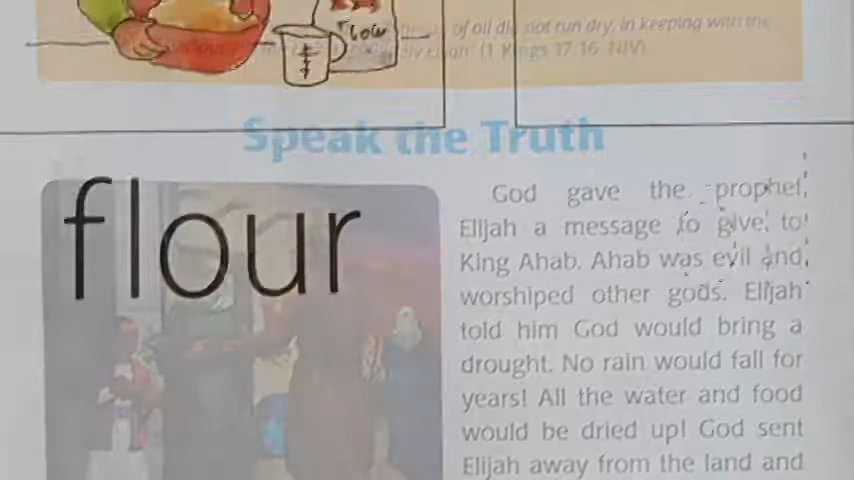 flour
of oil did not run dry, in keeping with the
(1 Kings 17:16 NIV)
Speak the Truth
flour
God gave the prophet,
Elijah a message to give to
King Ahab. Ahab was evil and
worshiped other gods. Elijah
told him God would bring a
drought. No rain would fall for
years! All the water and food
would be dried up! God sent
Elijah away from the land and